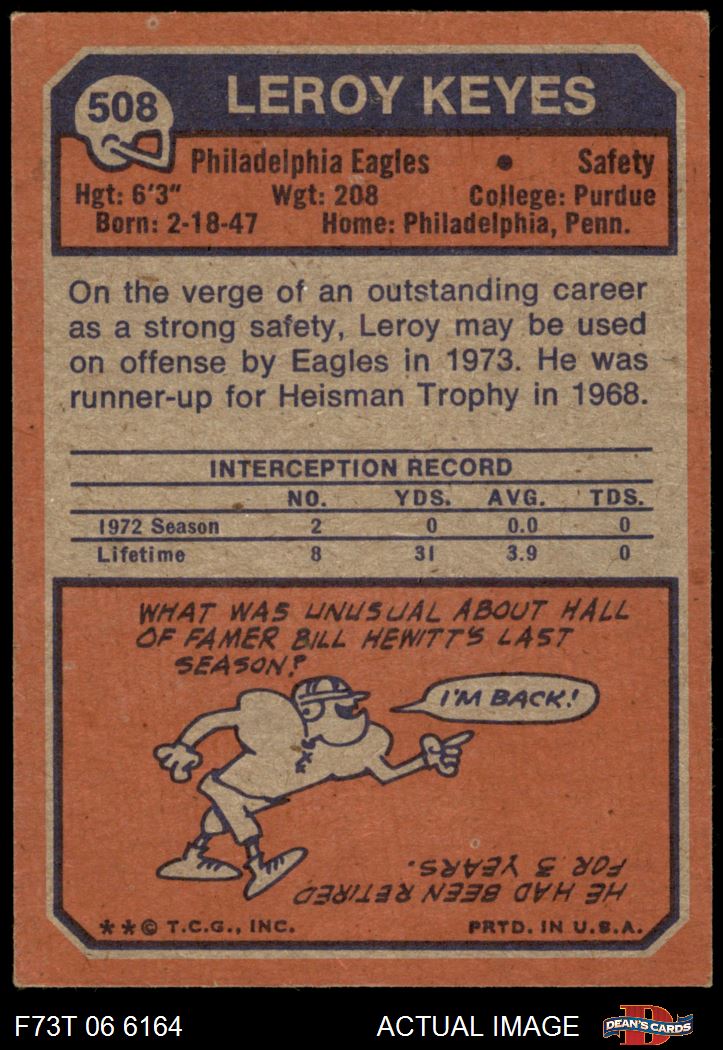 508
LEROY KEYES
Philadelphia Eagles • Safety
Hgt: 6'3" Wgt: 208 College: Purdue
Born: 2-18-47 Home: Philadelphia, Penn.
On the verge of an outstanding career
as a strong safety, Leroy may be used
on offense by Eagles in 1973. He was
runner-up for Heisman Trophy in 1968.
INTERCEPTION RECORD
NO. YDS. AVG. TDS.
1972 Season 2 0 0.0 0
Lifetime 8 31 3.9 0
WHAT WAS UNUSUAL ABOUT HALL
OF FAMER BILL HEWITT'S LAST
SEASON?
I'M BACK!
HE HAD BEEN RETIRED
FOR 3 YEARS.
**© T.C.G., INC. PRTD. IN U.S.A.
F73T 06 6164 ACTUAL IMAGE
D
DEAN'S CARDS